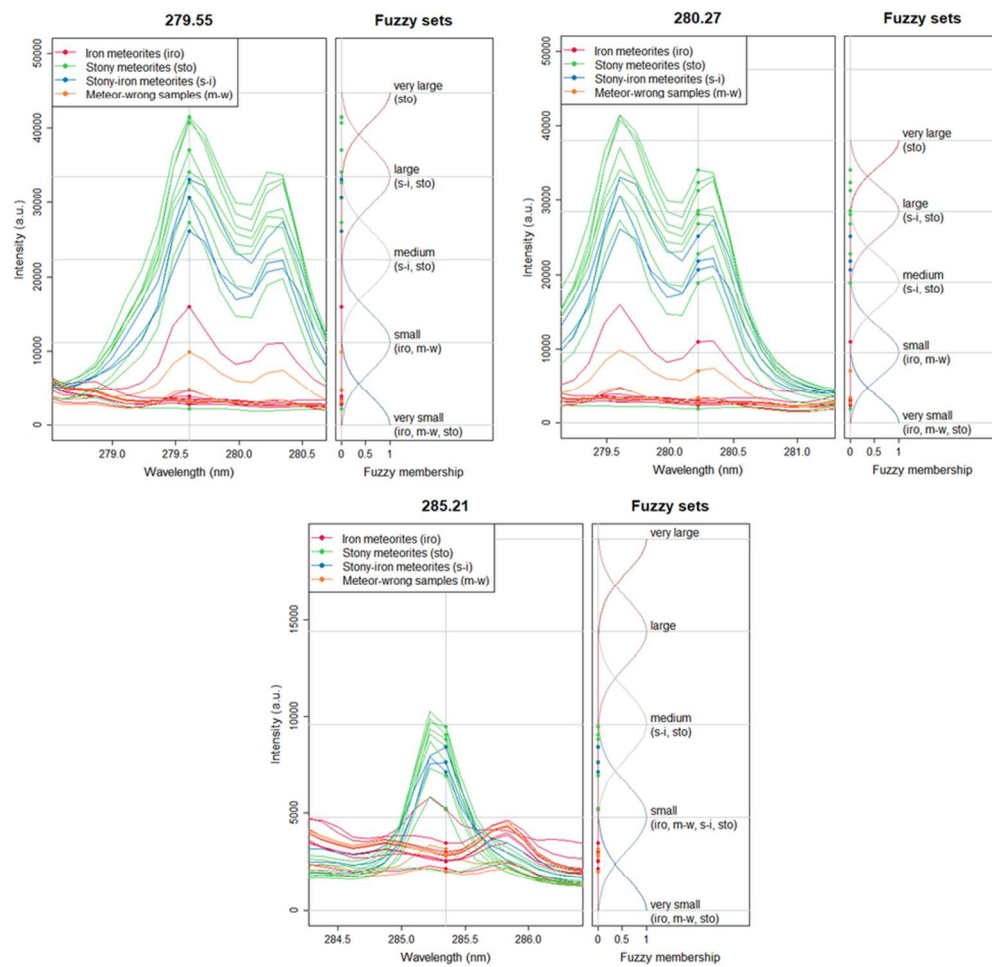 279.55
Fuzzy sets
50000
40000
30000
20000
10000
0
Intensity (a.u.)
Iron meteorites (iro)
Stony meteorites (sto)
Stony-iron meteorites (s-i)
Meteor-wrong samples (m-w)
279.0
279.5
280.0
280.5
Wavelength (nm)
very large
(sto)
large
(s-i, sto)
medium
(s-i, sto)
small
(iro, m-w)
very small
(iro, m-w, sto)
0 0.5 1
Fuzzy membership
280.27
Fuzzy sets
50000
40000
30000
20000
10000
0
Intensity (a.u.)
Iron meteorites (iro)
Stony meteorites (sto)
Stony-iron meteorites (s-i)
Meteor-wrong samples (m-w)
279.5
280.0
280.5
281.0
Wavelength (nm)
very large
(sto)
large
(s-i, sto)
medium
(s-i, sto)
small
(iro, m-w)
very small
(iro, m-w, sto)
0 0.5 1
Fuzzy membership
285.21
Fuzzy sets
15000
10000
5000
0
Intensity (a.u.)
Iron meteorites (iro)
Stony meteorites (sto)
Stony-iron meteorites (s-i)
Meteor-wrong samples (m-w)
284.5
285.0
285.5
286.0
Wavelength (nm)
very large
large
medium
(s-i, sto)
small
(iro, m-w, s-i, sto)
very small
(iro, m-w, sto)
0 0.5 1
Fuzzy membership